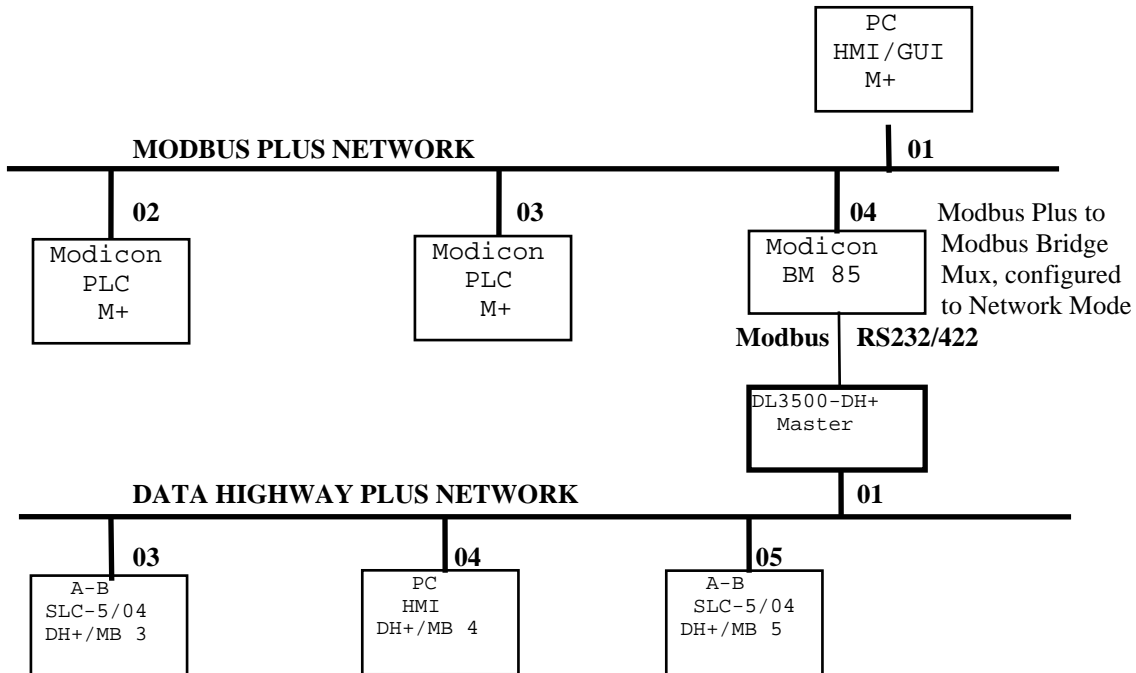 PC
HMI/GUI
M+
MODBUS PLUS NETWORK
01
02
03
04
Modicon
PLC
M+
Modicon
PLC
M+
Modicon
BM 85
Modbus Plus to
Modbus Bridge
Mux, configured
to Network Mode
Modbus RS232/422
DL3500-DH+
Master
DATA HIGHWAY PLUS NETWORK
01
03
04
05
A-B
SLC-5/04
DH+/MB 3
PC
HMI
DH+/MB 4
A-B
SLC-5/04
DH+/MB 5